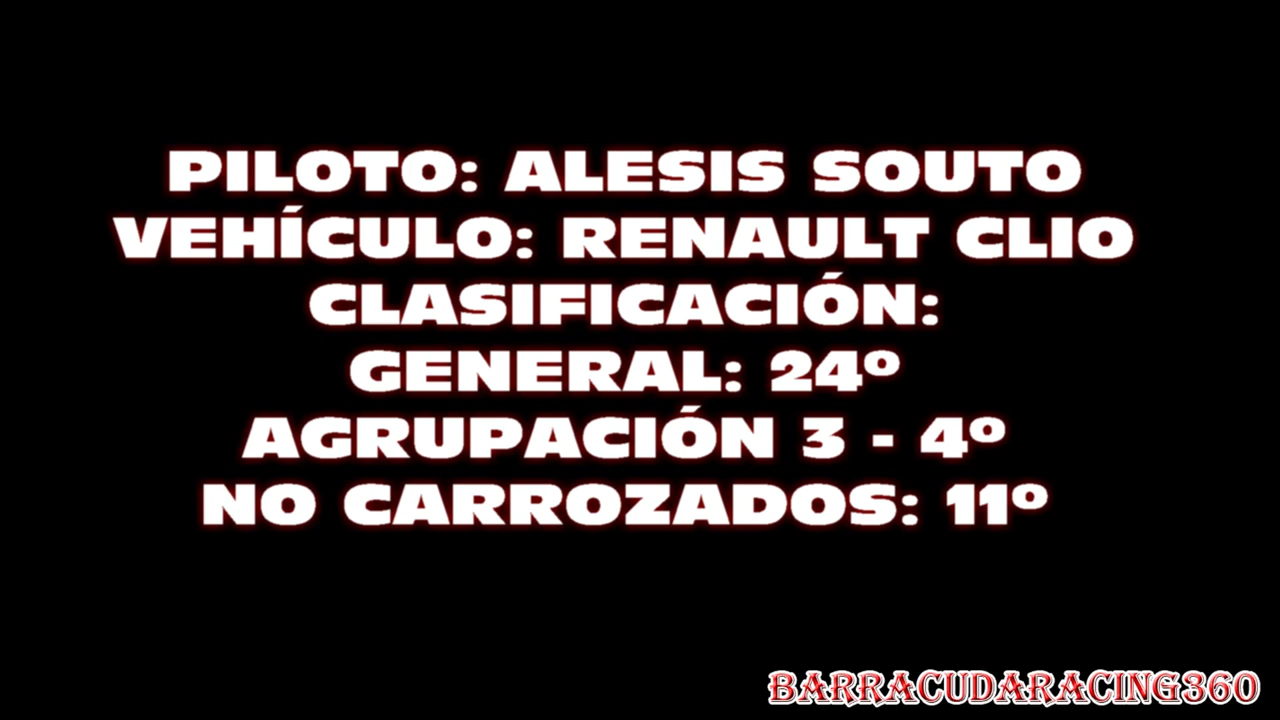 PILOTO: ALESIS SOUTO
VEHÍCULO: RENAULT CLIO
CLASIFICACIÓN:
GENERAL: 24º
AGRUPACIÓN 3 - 4º
NO CARROZADOS: 11º
BARRACUDARACING360